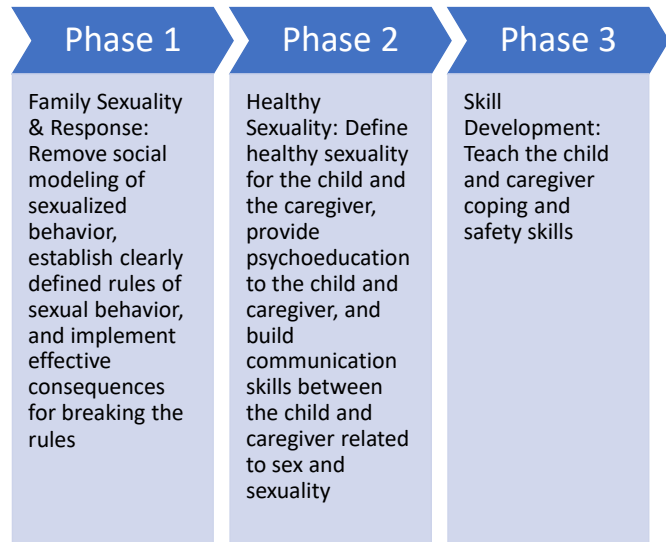 Phase 1
Family Sexuality
& Response:
Remove social
modeling of
sexualized
behavior,
establish clearly
defined rules of
sexual behavior,
and implement
effective
consequences
for breaking the
rules
Phase 2
Healthy
Sexuality: Define
healthy sexuality
for the child and
the caregiver,
provide
psychoeducation
to the child and
caregiver, and
build
communication
skills between
the child and
caregiver related
to sex and
sexuality
Phase 3
Skill
Development:
Teach the child
and caregiver
coping and
safety skills